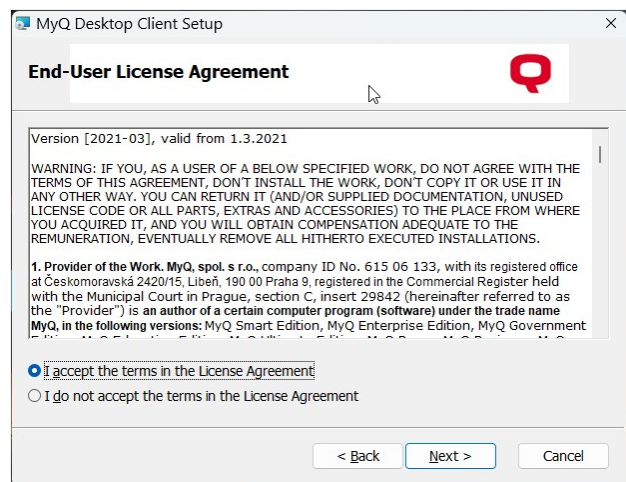 MyQ Desktop Client Setup
End-User License Agreement
Version [2021-03], valid from 1.3.2021
WARNING: IF YOU, AS A USER OF A BELOW SPECIFIED WORK, DO NOT AGREE WITH THE
TERMS OF THIS AGREEMENT, DON'T INSTALL THE WORK, DON'T COPY IT OR USE IT IN
ANY OTHER WAY. YOU CAN RETURN IT (AND/OR SUPPLIED DOCUMENTATION, UNUSED
LICENSE CODE OR ALL PARTS, EXTRAS AND ACCESSORIES) TO THE PLACE FROM WHERE
YOU ACQUIRED IT, AND YOU WILL OBTAIN COMPENSATION ADEQUATE TO THE
REMUNERATION, EVENTUALLY REMOVE ALL HITHERTO EXECUTED INSTALLATIONS.
1. Provider of the Work. MyQ, spol. s r.o., company ID No. 615 06 133, with its registered office
at Českomoravská 2420/15, Libeň, 190 00 Praha 9, registered in the Commercial Register held
with the Municipal Court in Prague, section C, insert 29842 (hereinafter referred to as
the "Provider") is an author of a certain computer program (software) under the trade name
MyQ, in the following versions: MyQ Smart Edition, MyQ Enterprise Edition, MyQ Government
I accept the terms in the License Agreement
I do not accept the terms in the License Agreement
< Back
Next >
Cancel